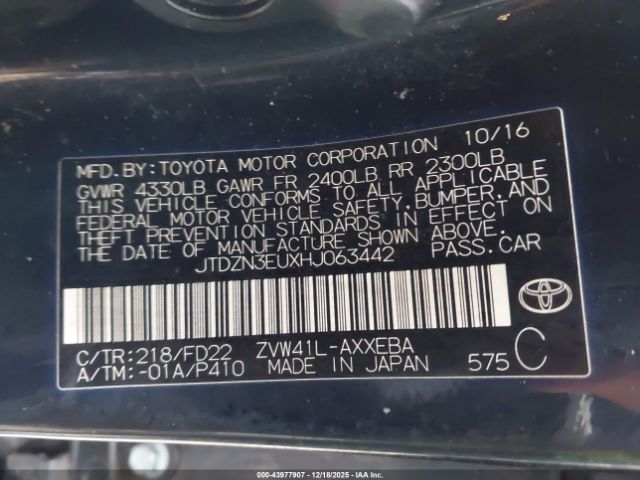 MFD.BY:TOYOTA MOTOR CORPORATION 10/16
GVWR 4330LB GAWR FR 2400LB RR 2300LB
THIS VEHICLE CONFORMS TO ALL APPLICABLE
FEDERAL MOTOR VEHICLE SAFETY,BUMPER,AND
THEFT PREVENTION STANDARDS IN EFFECT ON
THE DATE OF MANUFACTURE SHOWN ABOVE.
JTDZN3EUXHJ063442 PASS.CAR
C/TR:218/FD22 ZVW41L-AXXEBA
A/TM:-01A/P410 MADE IN JAPAN 575 C
000-43977907 - 12/18/2025 - IAA Inc.